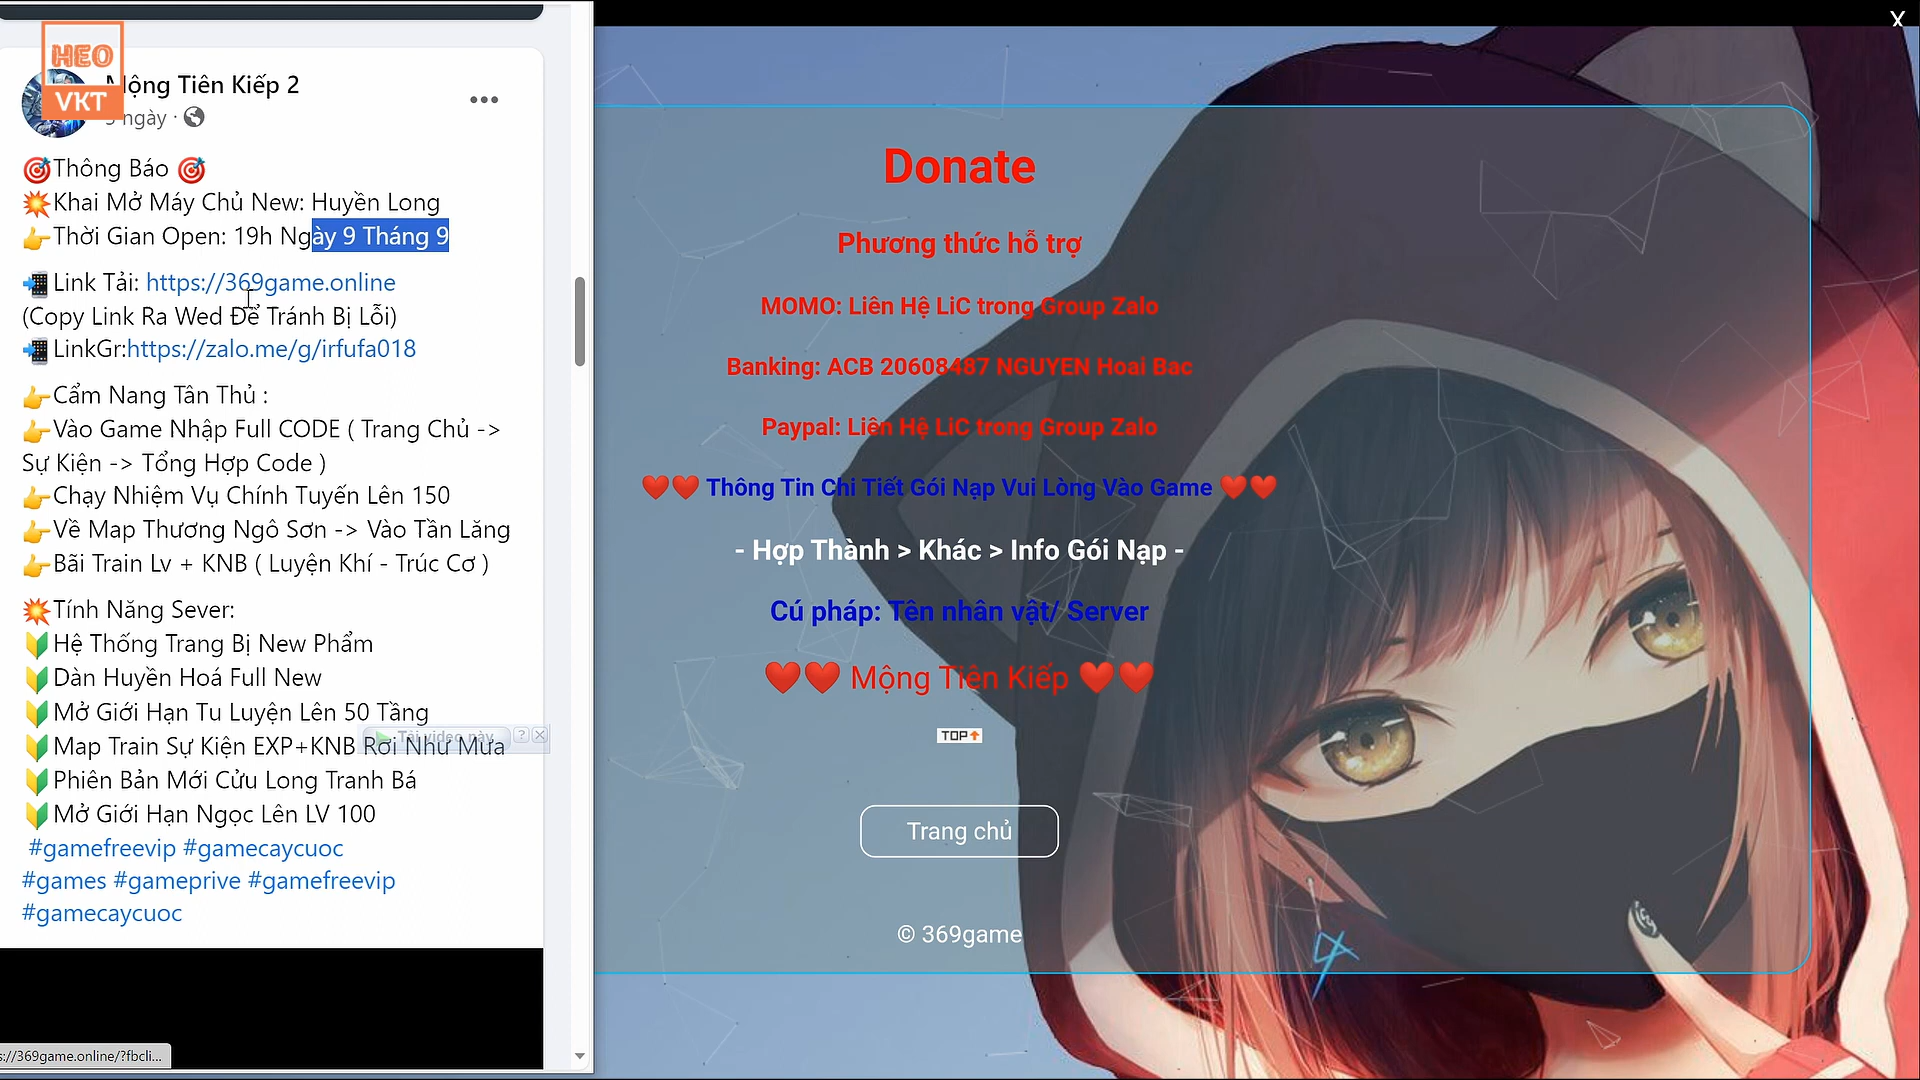 HEO
VKT
Mộng Tiên Kiếp 2
ngày ·
Thông Báo
Khai Mở Máy Chủ New: Huyền Long
Thời Gian Open: 19h Ngày 9 Tháng 9
Link Tải: https://369game.online
(Copy Link Ra Wed Để Tránh Bị Lỗi)
LinkGr:https://zalo.me/g/irfufa018
Cẩm Nang Tân Thủ :
Vào Game Nhập Full CODE ( Trang Chủ ->
Sự Kiện -> Tổng Hợp Code )
Chạy Nhiệm Vụ Chính Tuyến Lên 150
Về Map Thương Ngô Sơn -> Vào Tần Lăng
Bãi Train Lv + KNB ( Luyện Khí - Trúc Cơ )
Tính Năng Sever:
Hệ Thống Trang Bị New Phẩm
Dàn Huyền Hoá Full New
Mở Giới Hạn Tu Luyện Lên 50 Tầng
Tải video này ? X
Map Train Sự Kiện EXP+KNB Rơi Như Mưa
Phiên Bản Mới Cửu Long Tranh Bá
Mở Giới Hạn Ngọc Lên LV 100
#gamefreevip #gamecaycuoc
#games #gameprive #gamefreevip
#gamecaycuoc
s://369game.online/?fbcli...
X
Donate
Phương thức hỗ trợ
MOMO: Liên Hệ LiC trong Group Zalo
Banking: ACB 20608487 NGUYEN Hoai Bac
Paypal: Liên Hệ LiC trong Group Zalo
Thông Tin Chi Tiết Gói Nạp Vui Lòng Vào Game
- Hợp Thành > Khác > Info Gói Nạp -
Cú pháp: Tên nhân vật/ Server
Mộng Tiên Kiếp
TOP
Trang chủ
© 369game